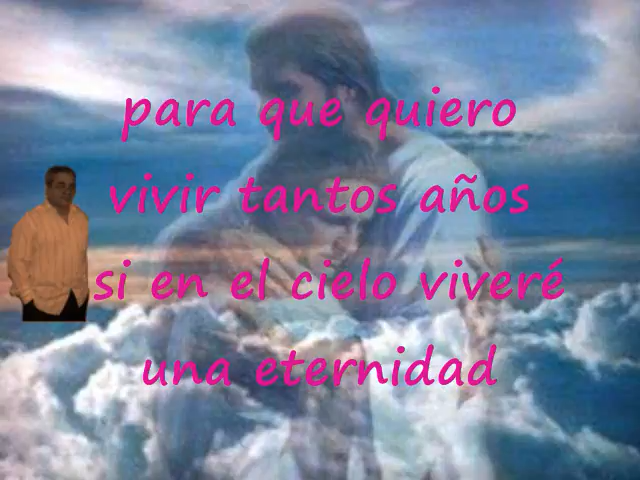 para que quiero
vivir tantos años
si en el cielo viveré
una eternidad